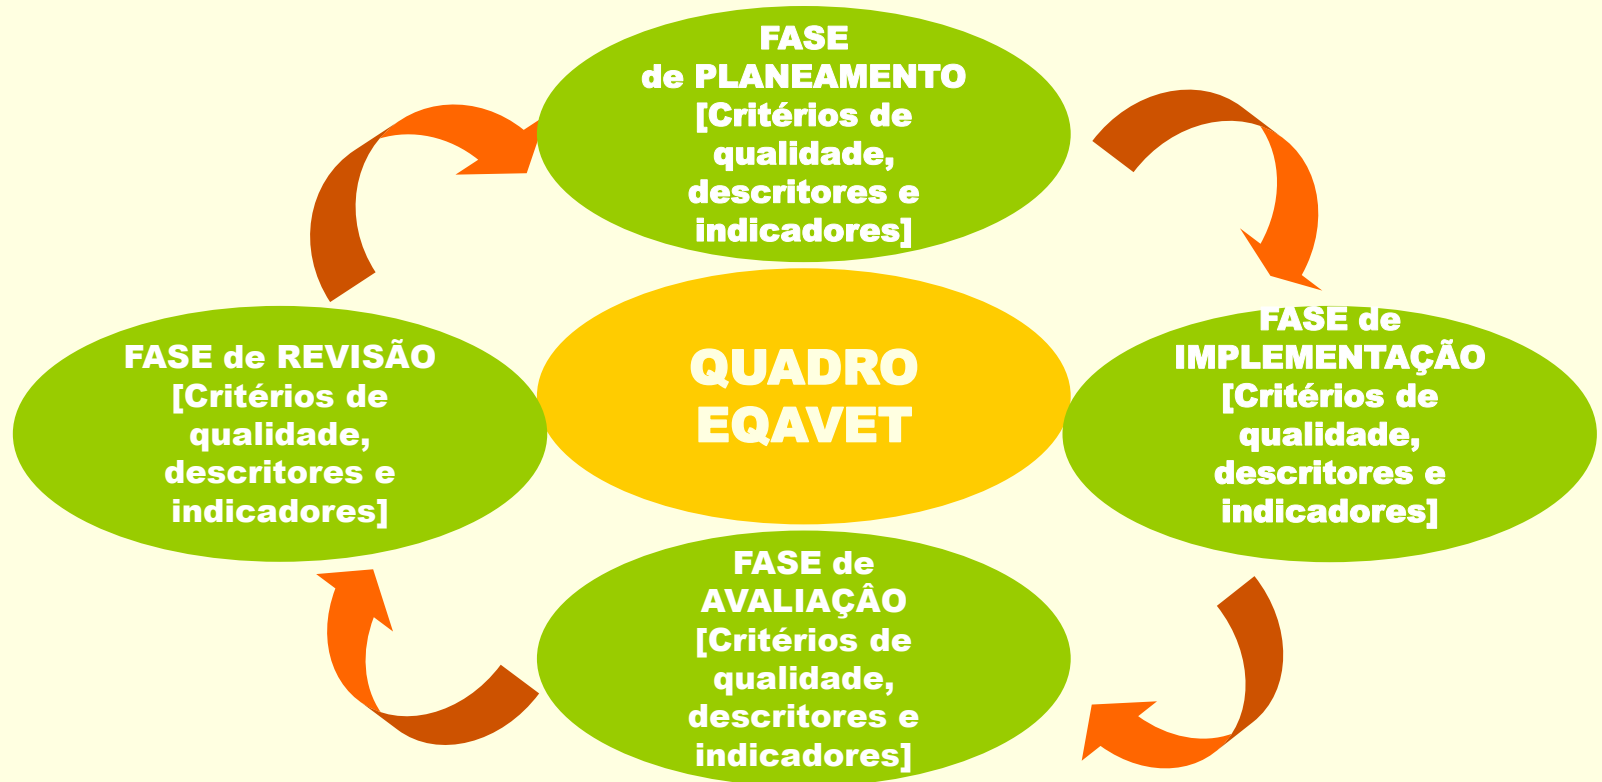 FASE
de PLANEAMENTO
[Critérios de
qualidade,
descritores e
indicadores]
QUADRO
EQAVET
FASE de REVISÃO
[Critérios de
qualidade,
descritores e
indicadores]
FASE de
IMPLEMENTAÇÃO
[Critérios de
qualidade,
descritores e
indicadores]
FASE de
AVALIAÇÂO
[Critérios de
qualidade,
descritores e
indicadores]